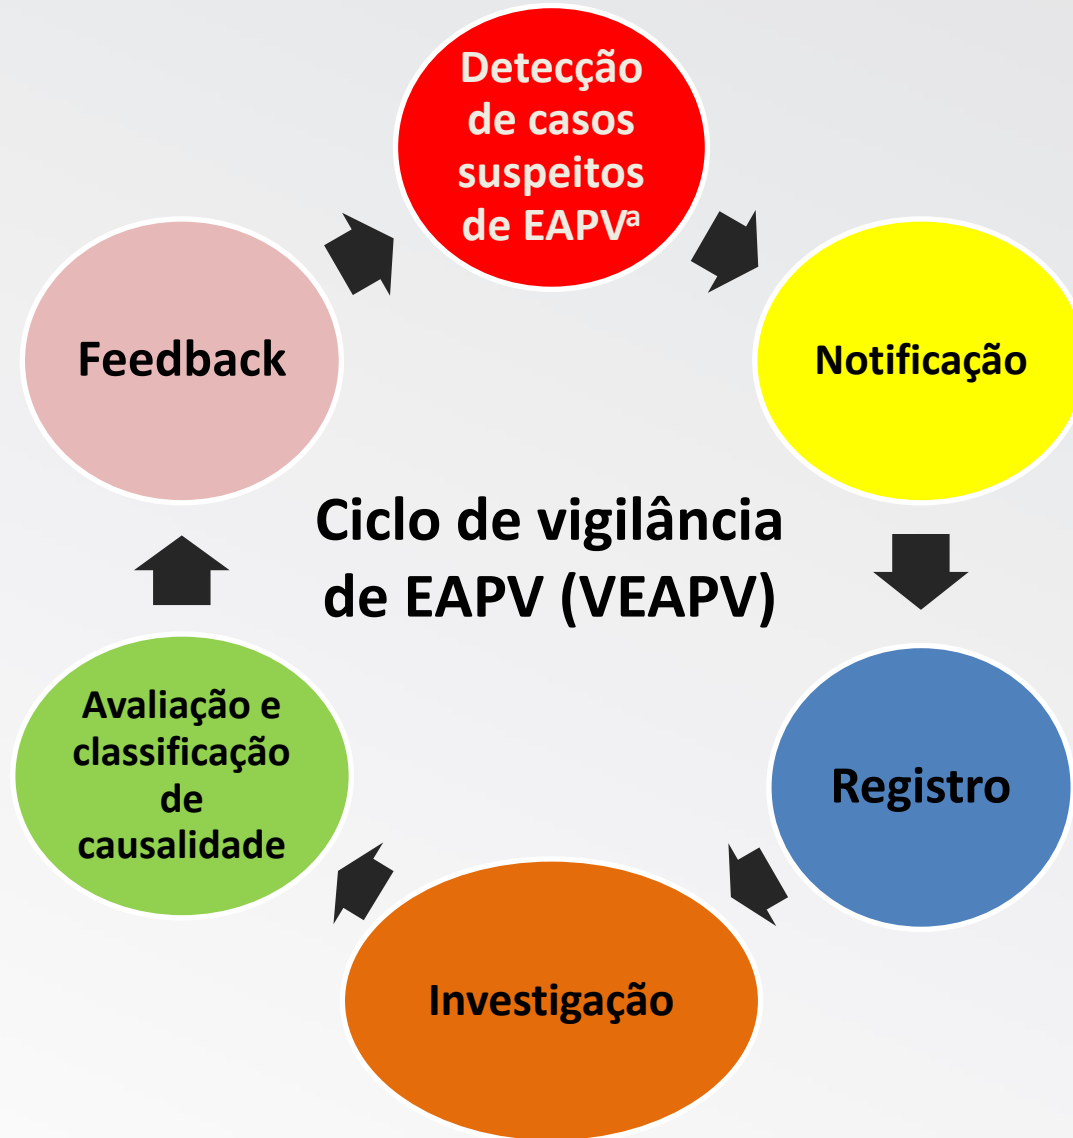 Detecção
de casos
suspeitos
de EAPVª
Notificação
Registro
Investigação
Avaliação e
classificação
de
causalidade
Feedback
Ciclo de vigilância
de EAPV (VEAPV)